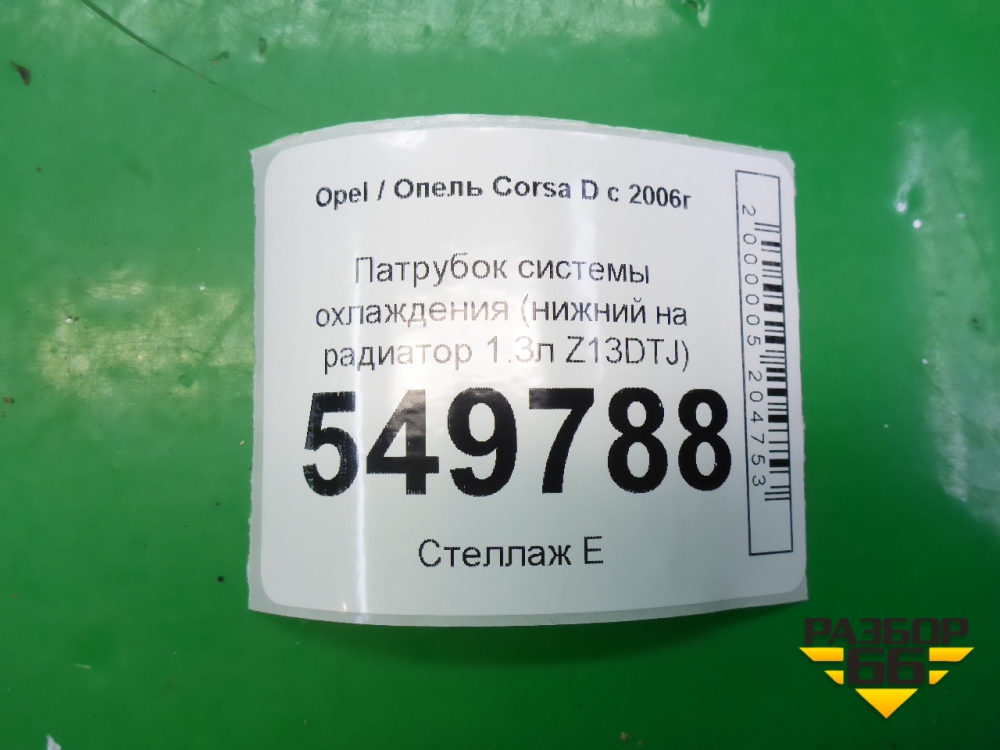 Opel / Опель Corsa D с 2006г
Патрубок системы
охлаждения (нижний на
радиатор 1.3л Z13DTJ)
549788
Стеллаж Е
2000005204753
РАЗБОР
66